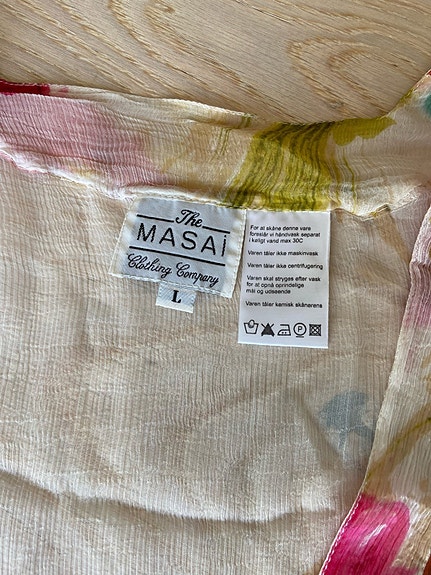 The
MASAi
Clothing Company
L
For at skåne denne vare
foreslår vi håndvask separat
i køligt vand max 30C
Varen tåler ikke maskinvask
Varen tåler ikke centrifugering
Varen skal stryges efter vask
for at opnå oprindelige
mål og udseende
Varen tåler kemisk skånerens
P